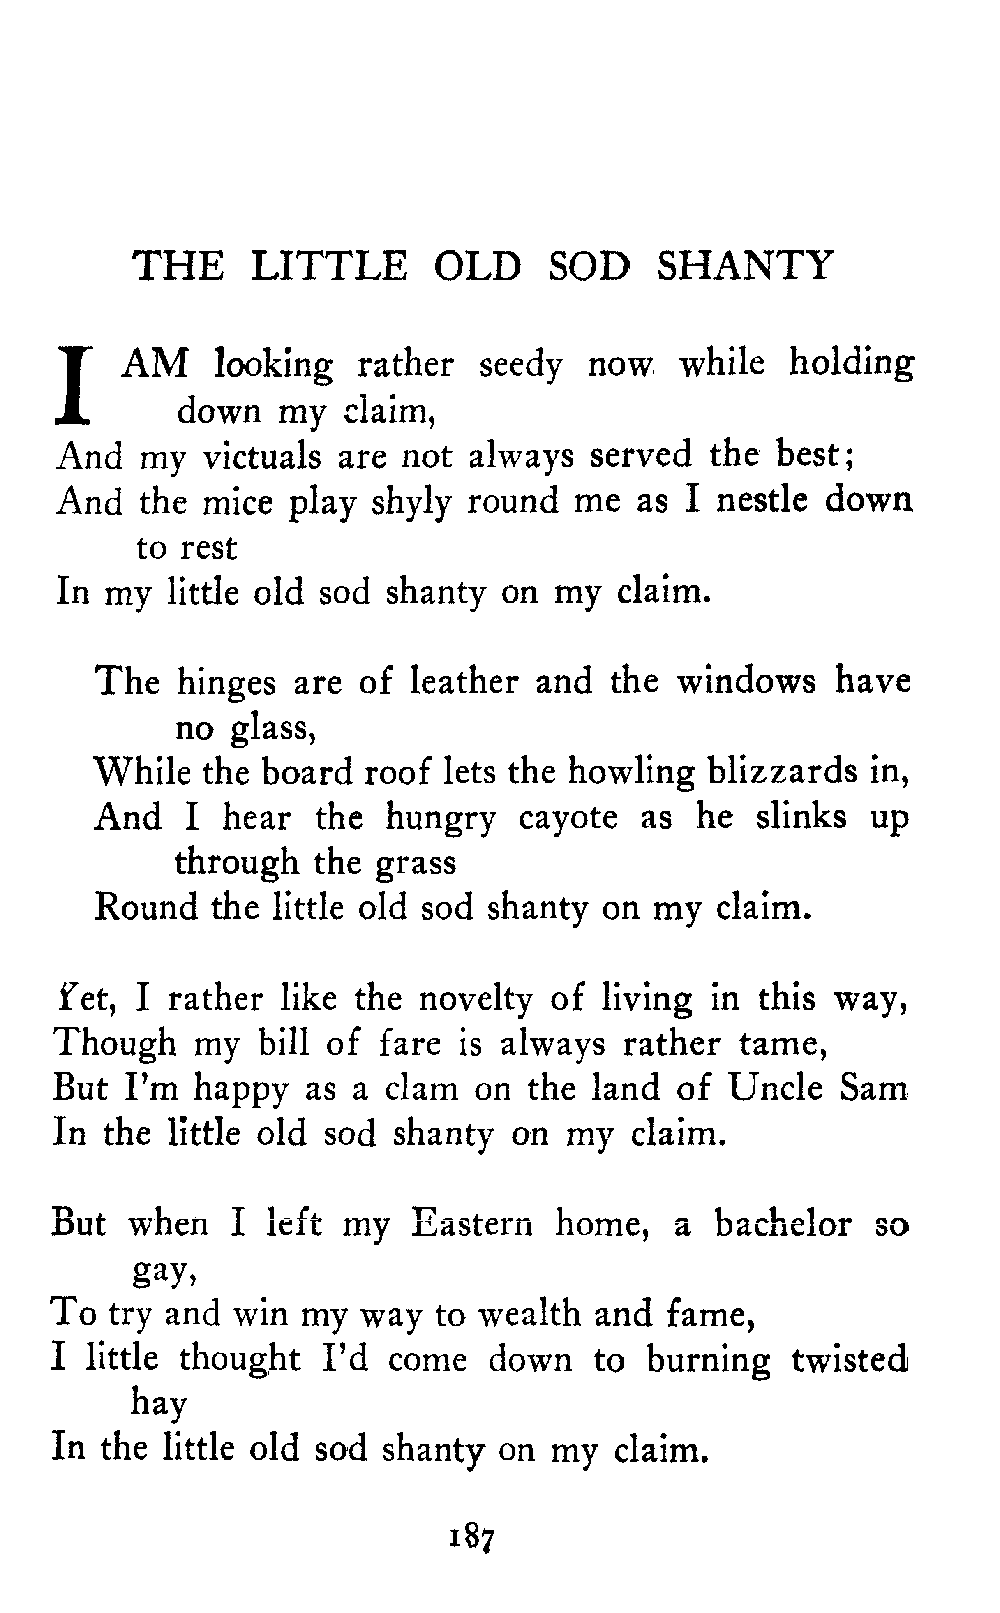 THE LITTLE OLD SOD SHANTY
I AM looking rather seedy now while holding
down my claim,
And my victuals are not always served the best;
And the mice play shyly round me as I nestle down
to rest
In my little old sod shanty on my claim.
The hinges are of leather and the windows have
no glass,
While the board roof lets the howling blizzards in,
And I hear the hungry cayote as he slinks up
through the grass
Round the little old sod shanty on my claim.
Yet, I rather like the novelty of living in this way,
Though my bill of fare is always rather tame,
But I'm happy as a clam on the land of Uncle Sam
In the little old sod shanty on my claim.
But when I left my Eastern home, a bachelor so
gay,
To try and win my way to wealth and fame,
I little thought I'd come down to burning twisted
hay
In the little old sod shanty on my claim.
187